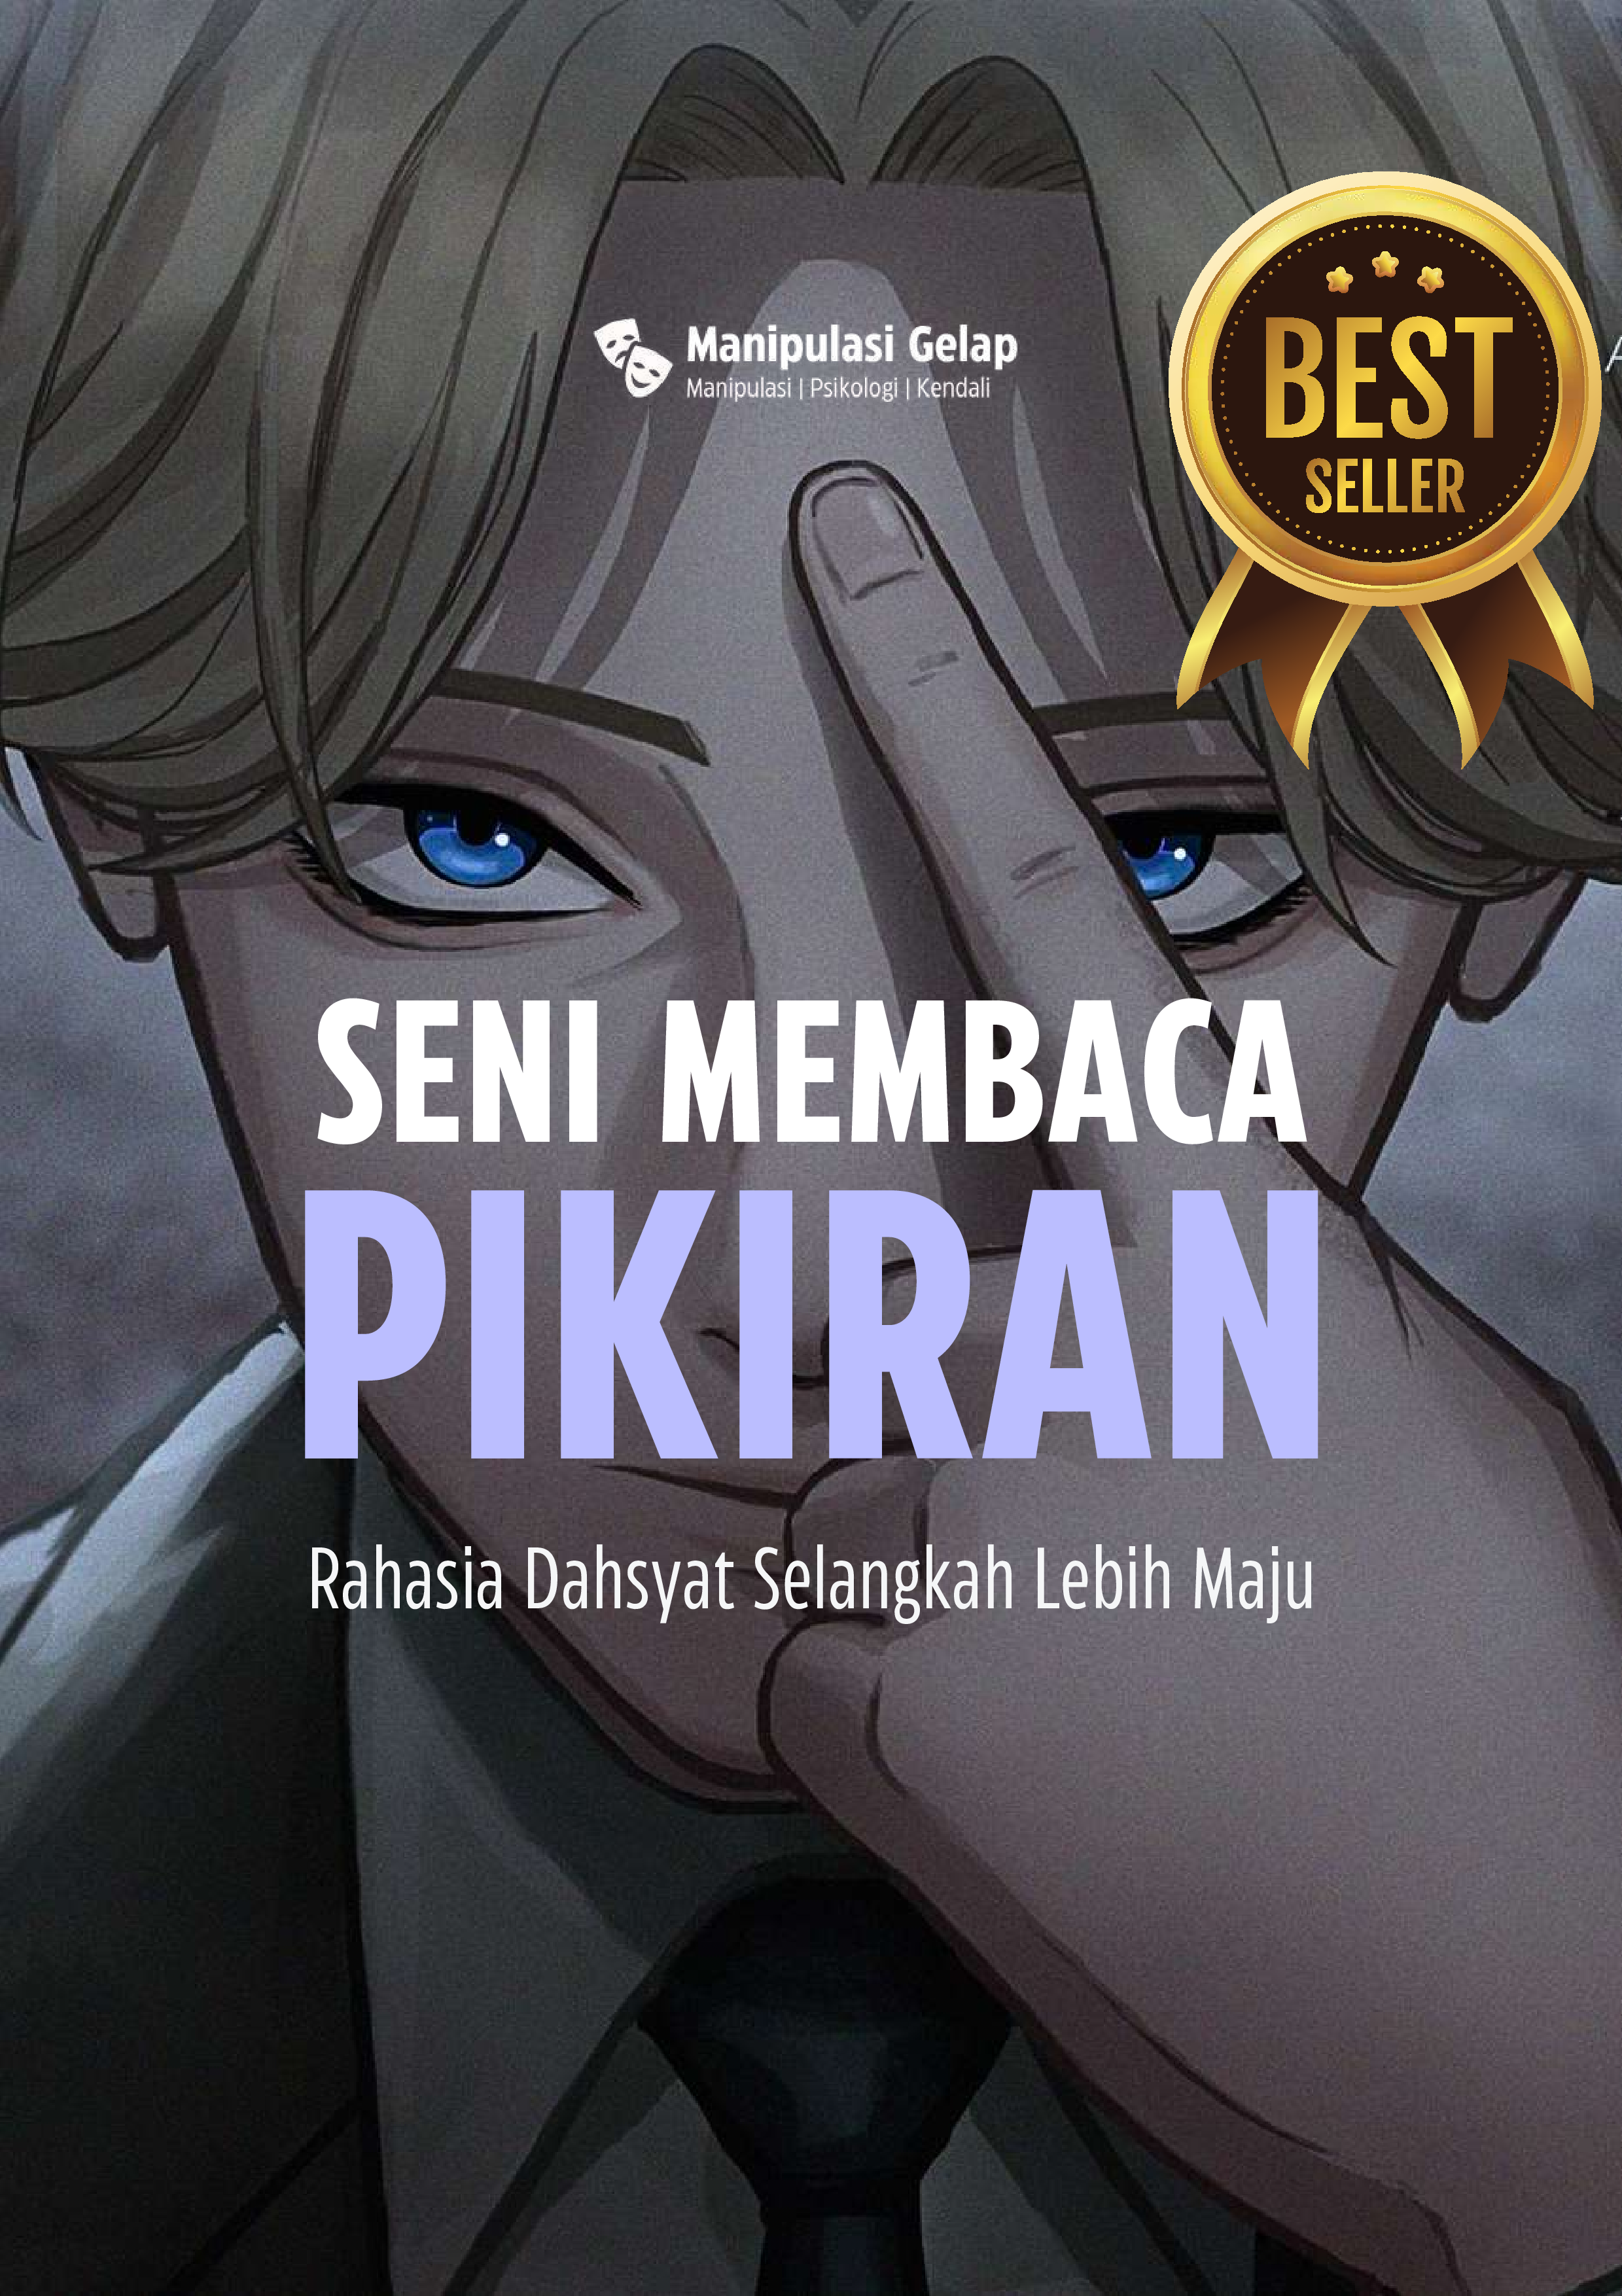 Manipulasi Gelap
Manipulasi | Psikologi | Kendali
BEST
SELLER
SENI MEMBACA
PIKIRAN
Rahasia Dahsyat Selangkah Lebih Maju